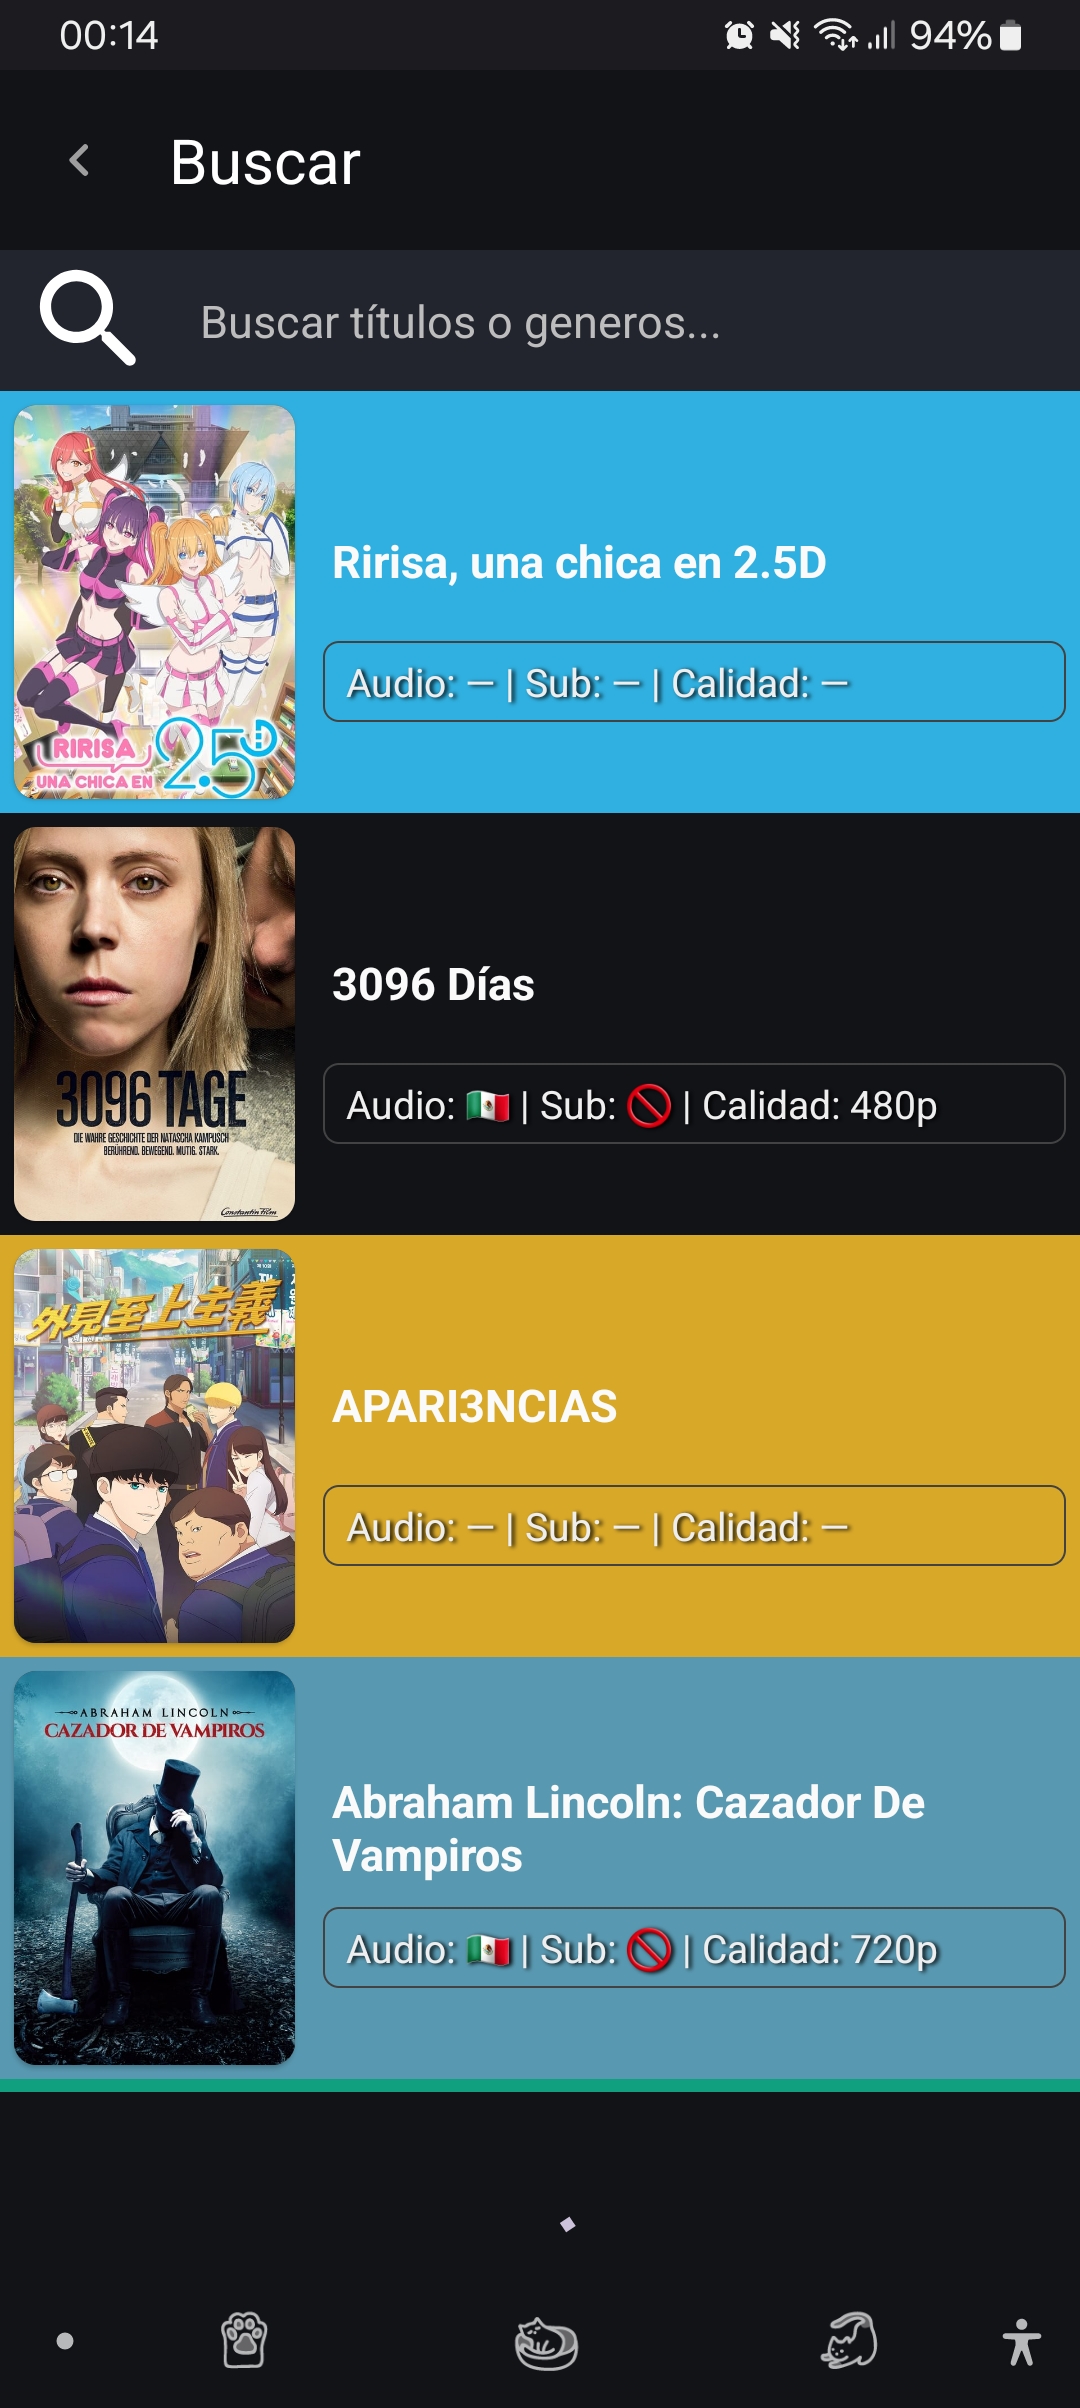 00:14
94%
Buscar
Buscar títulos o generos...
RIRISA
UNA CHICA EN 2.5D
Ririsa, una chica en 2.5D
Audio: — | Sub: — | Calidad: —
3096 TAGE
DIE WAHRE GESCHICHTE DER NATASCHA KAMPUSCH
BERÜHREND. BEWEGEND. MUTIG. STARK.
Constantin Film
3096 Días
Audio: 🇲🇽 | Sub: 🚫 | Calidad: 480p
外見至上主義
APARI3NCIAS
Audio: — | Sub: — | Calidad: —
ABRAHAM LINCOLN
CAZADOR DE VAMPIROS
Abraham Lincoln: Cazador De
Vampiros
Audio: 🇲🇽 | Sub: 🚫 | Calidad: 720p